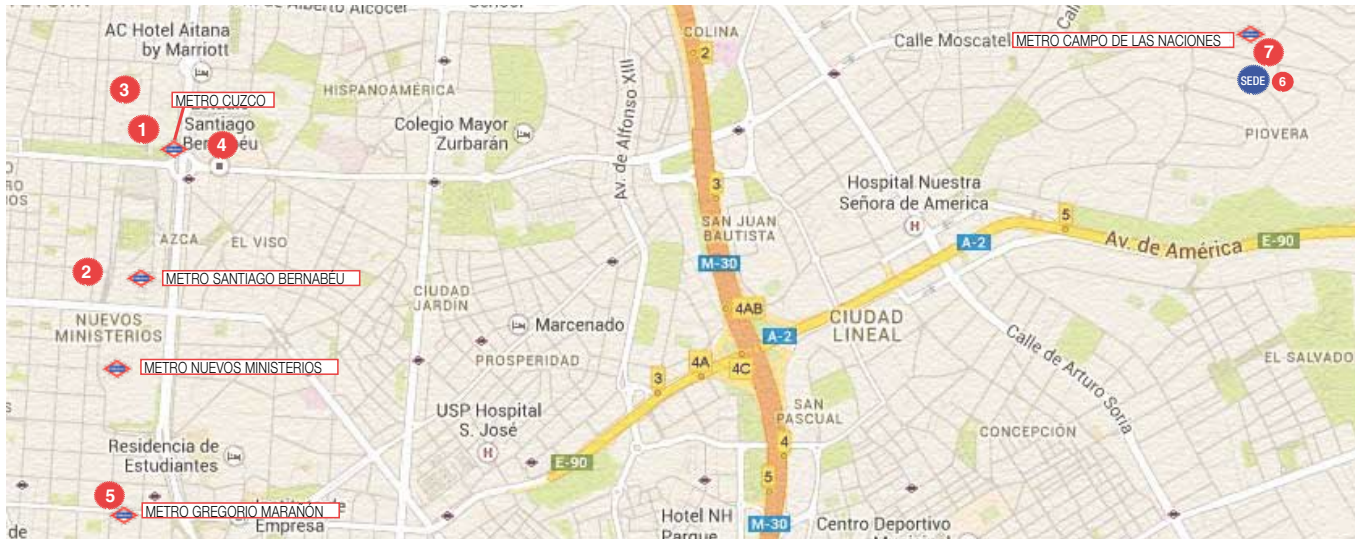 AC Hotel Aitana
by Marriott
3
METRO CUZCO
1
Santiago
4
HISPANOAMÉRICA
Colegio Mayor
Zurbarán
Av. de Alfonso XIII
COLINA
2
Calle Moscatel
METRO CAMPO DE LAS NACIONES
7
SEDE
6
PIOVERA
Hospital Nuestra
Señora de America
H
3
SAN JUAN
BAUTISTA
M-30
A-2
5
Av. de América
E-90
AZCA
EL VISO
2
METRO SANTIAGO BERNABÉU
CIUDAD
JARDÍN
NUEVOS
MINISTERIOS
METRO NUEVOS MINISTERIOS
Marcenado
PROSPERIDAD
4AB
A-2
CIUDAD
LINEAL
4A
4C
3
Calle de Arturo Soria
EL SALVADO
USP Hospital
S. José
H
E-90
SAN
PASCUAL
4
5
CONCEPCIÓN
Residencia de
Estudiantes
5
METRO GREGORIO MARAÑÓN
Empresa
de
Hotel NH
Parque
M-30
Centro Deportivo